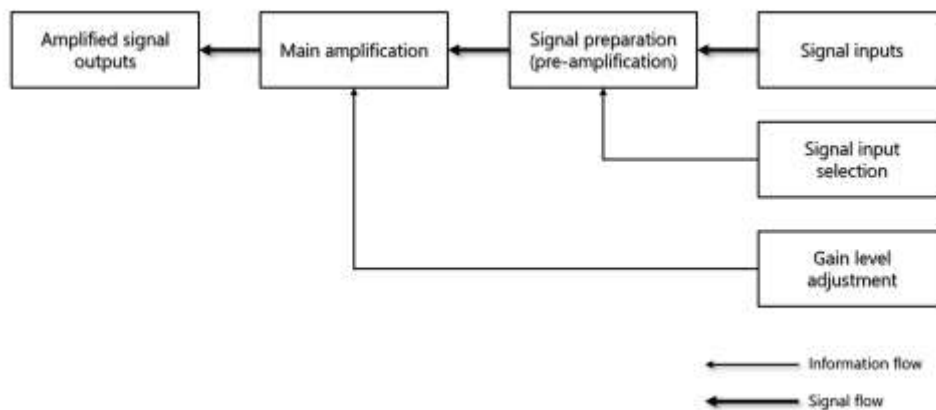 Amplified signal
outputs
Main amplification
Signal preparation
(pre-amplification)
Signal inputs
Signal input
selection
Gain level
adjustment
Information flow
Signal flow